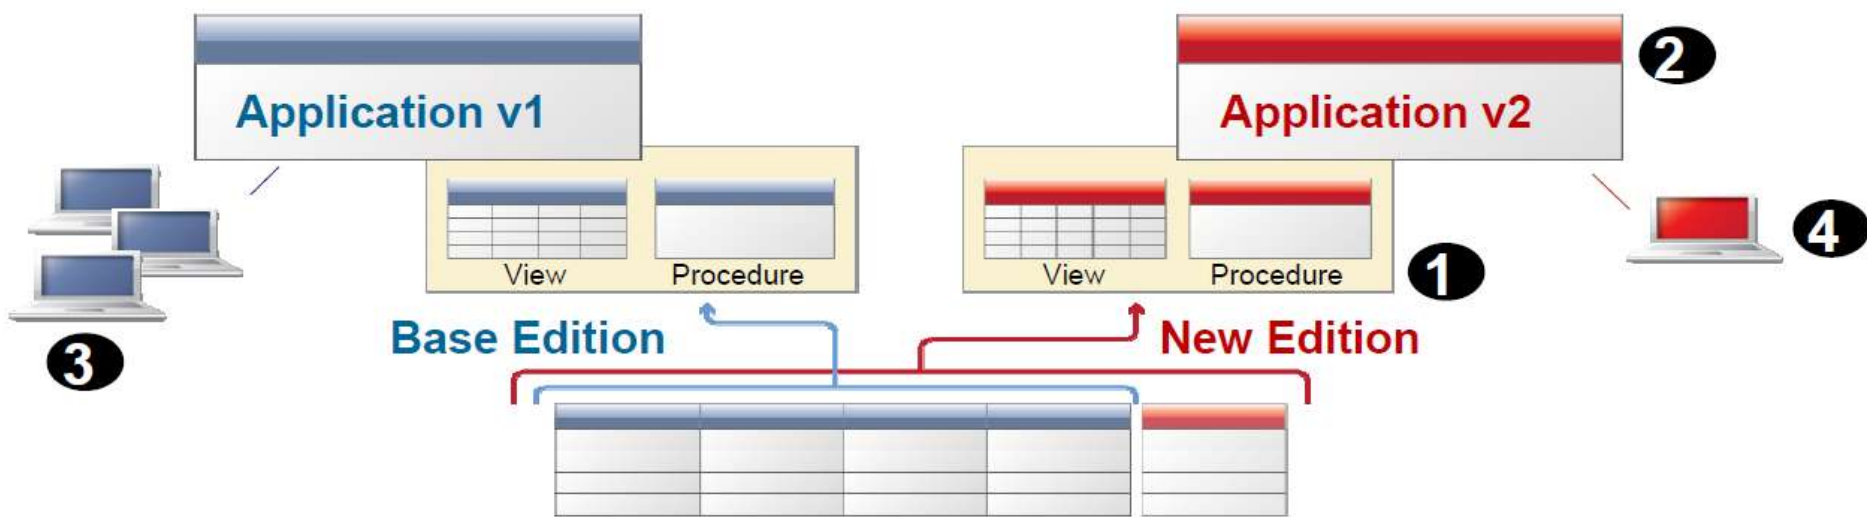 Application v1
Application v2
2
View
Procedure
View
Procedure
1
4
Base Edition
New Edition
3